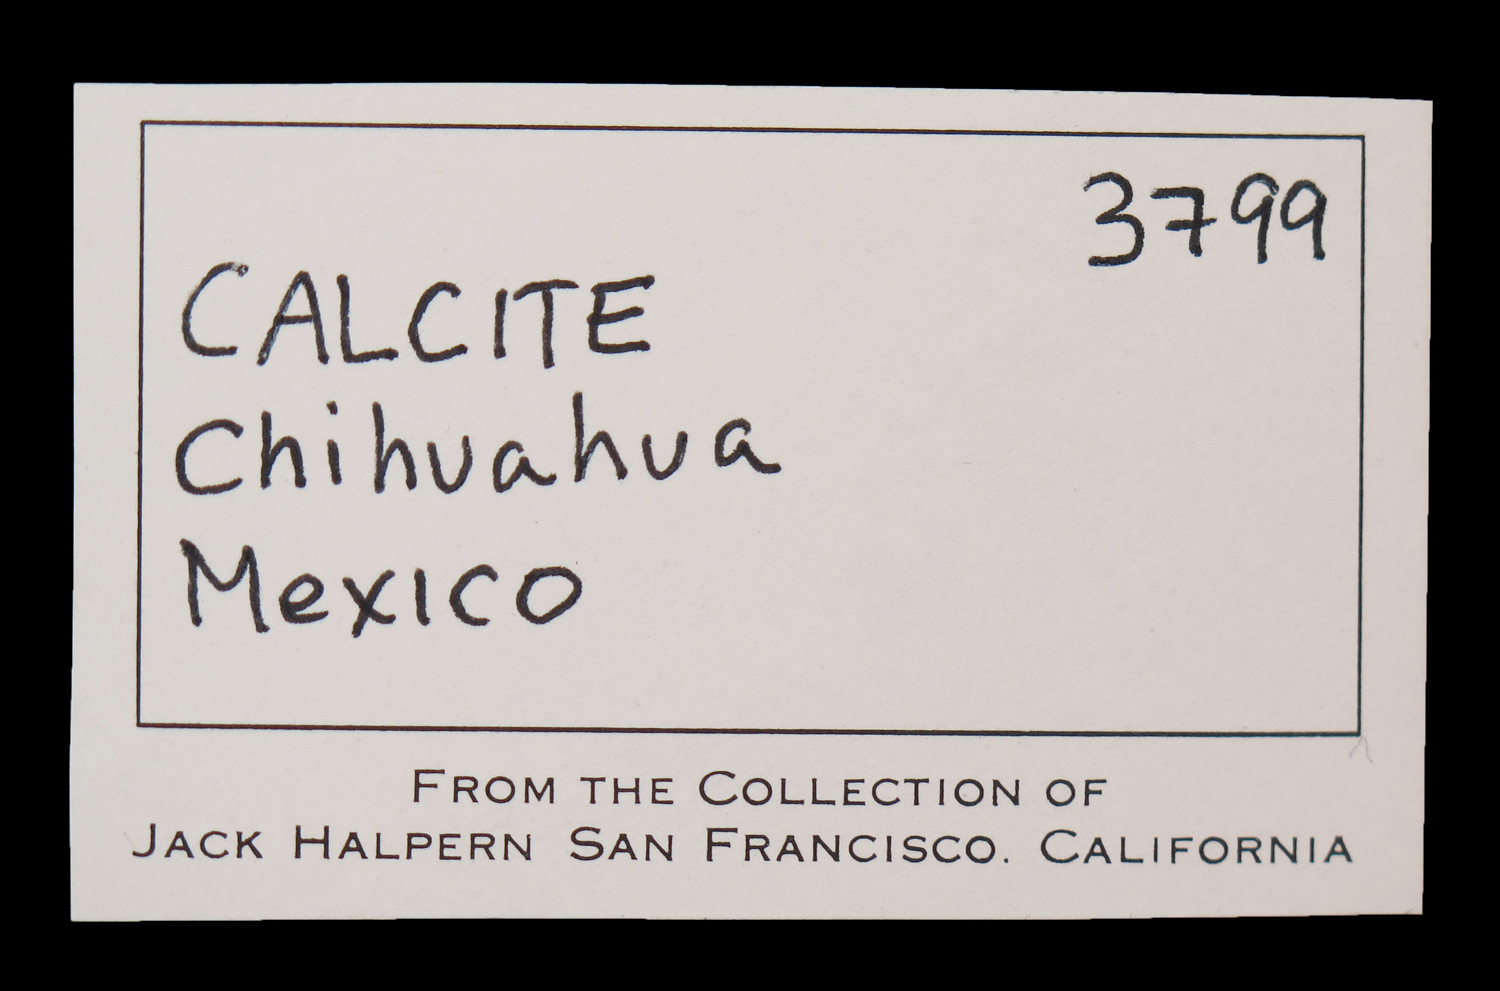 3799
CALCITE
Chihuahua
Mexico
FROM THE COLLECTION OF
JACK HALPERN SAN FRANCISCO. CALIFORNIA